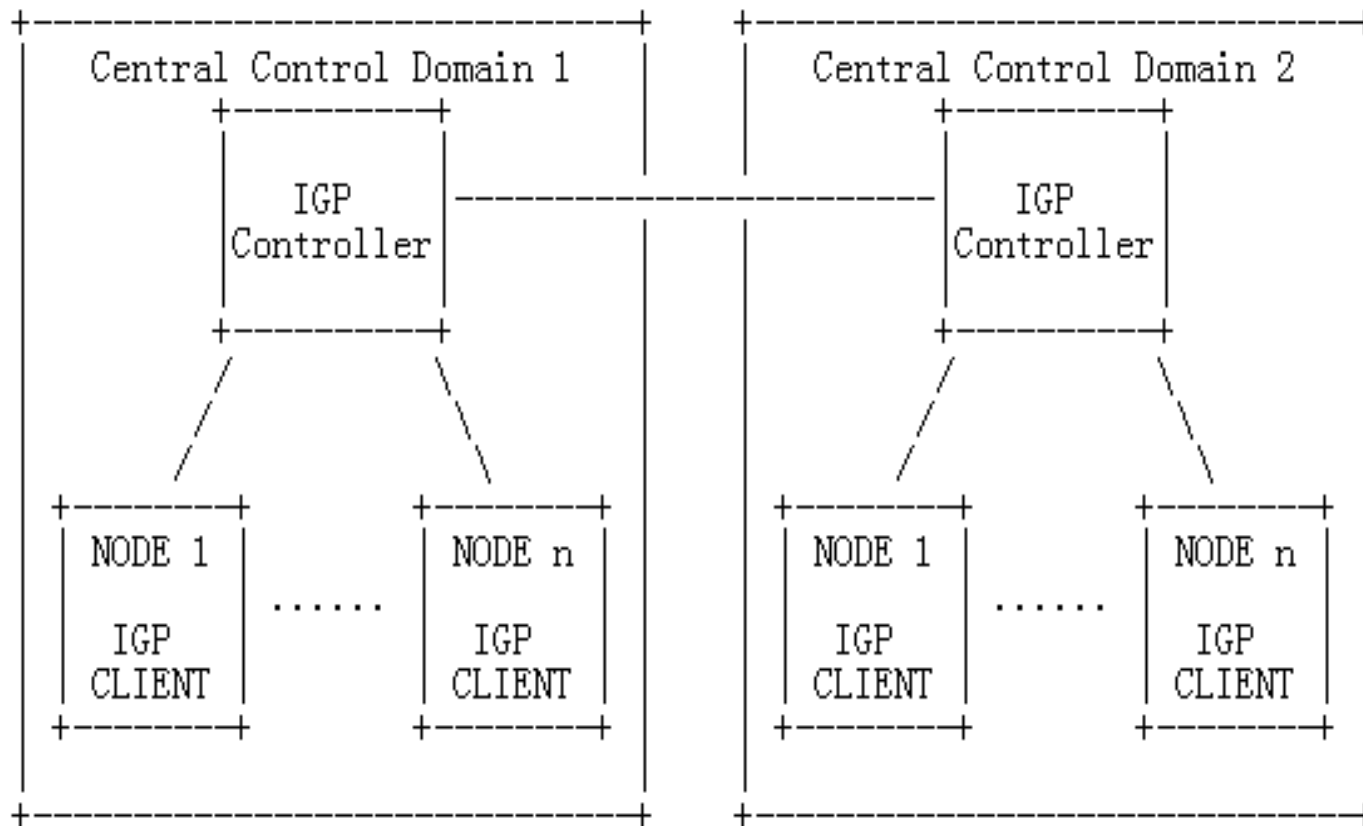 Central Control Domain 1
IGP
Controller
NODE 1
IGP
CLIENT
......
NODE n
IGP
CLIENT
Central Control Domain 2
IGP
Controller
NODE 1
IGP
CLIENT
......
NODE n
IGP
CLIENT